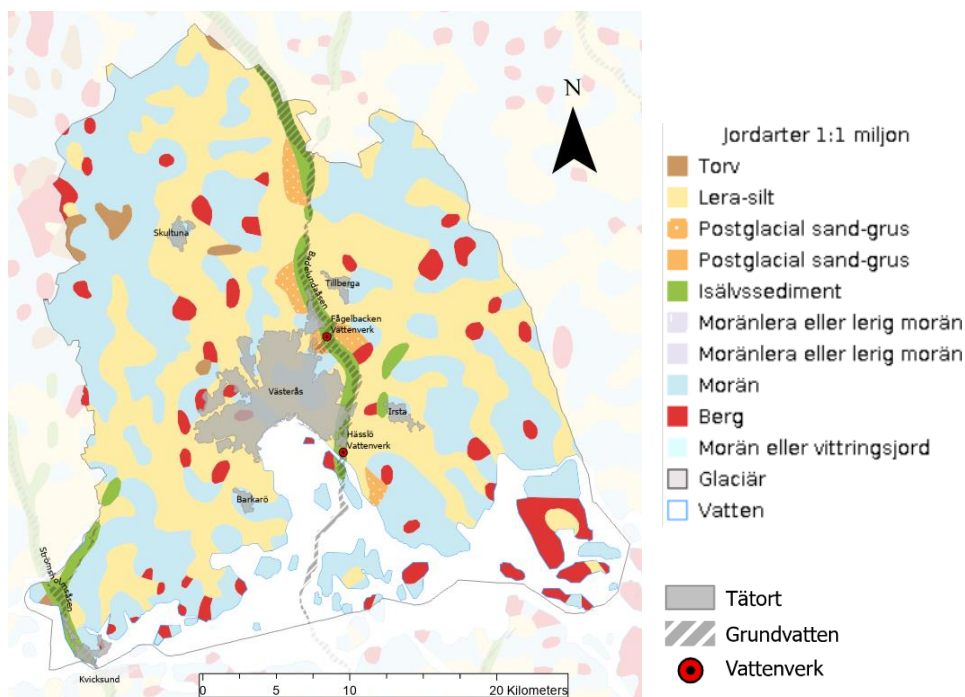 N
Skultuna
Badelundaåsen
Tillberga
Fågelbacken
Vattenverk
Västerås
Irsta
Hässlö
Vattenverk
Barkarö
Strömsholmsåsen
Kvicksund
0 5 10 20 Kilometers
Jordarter 1:1 miljon
Torv
Lera-silt
Postglacial sand-grus
Postglacial sand-grus
Isälvssediment
Moränlera eller lerig morän
Moränlera eller lerig morän
Morän
Berg
Morän eller vittringsjord
Glaciär
Vatten
Tätort
Grundvatten
Vattenverk